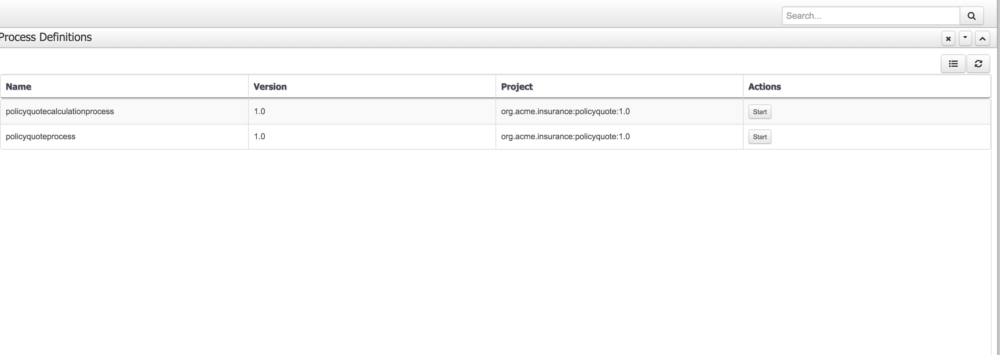 Search...
Process Definitions
Name Version Project Actions
policyquotecalculationprocess 1.0 org.acme.insurance:policyquote:1.0 Start
policyquoteprocess 1.0 org.acme.insurance:policyquote:1.0 Start